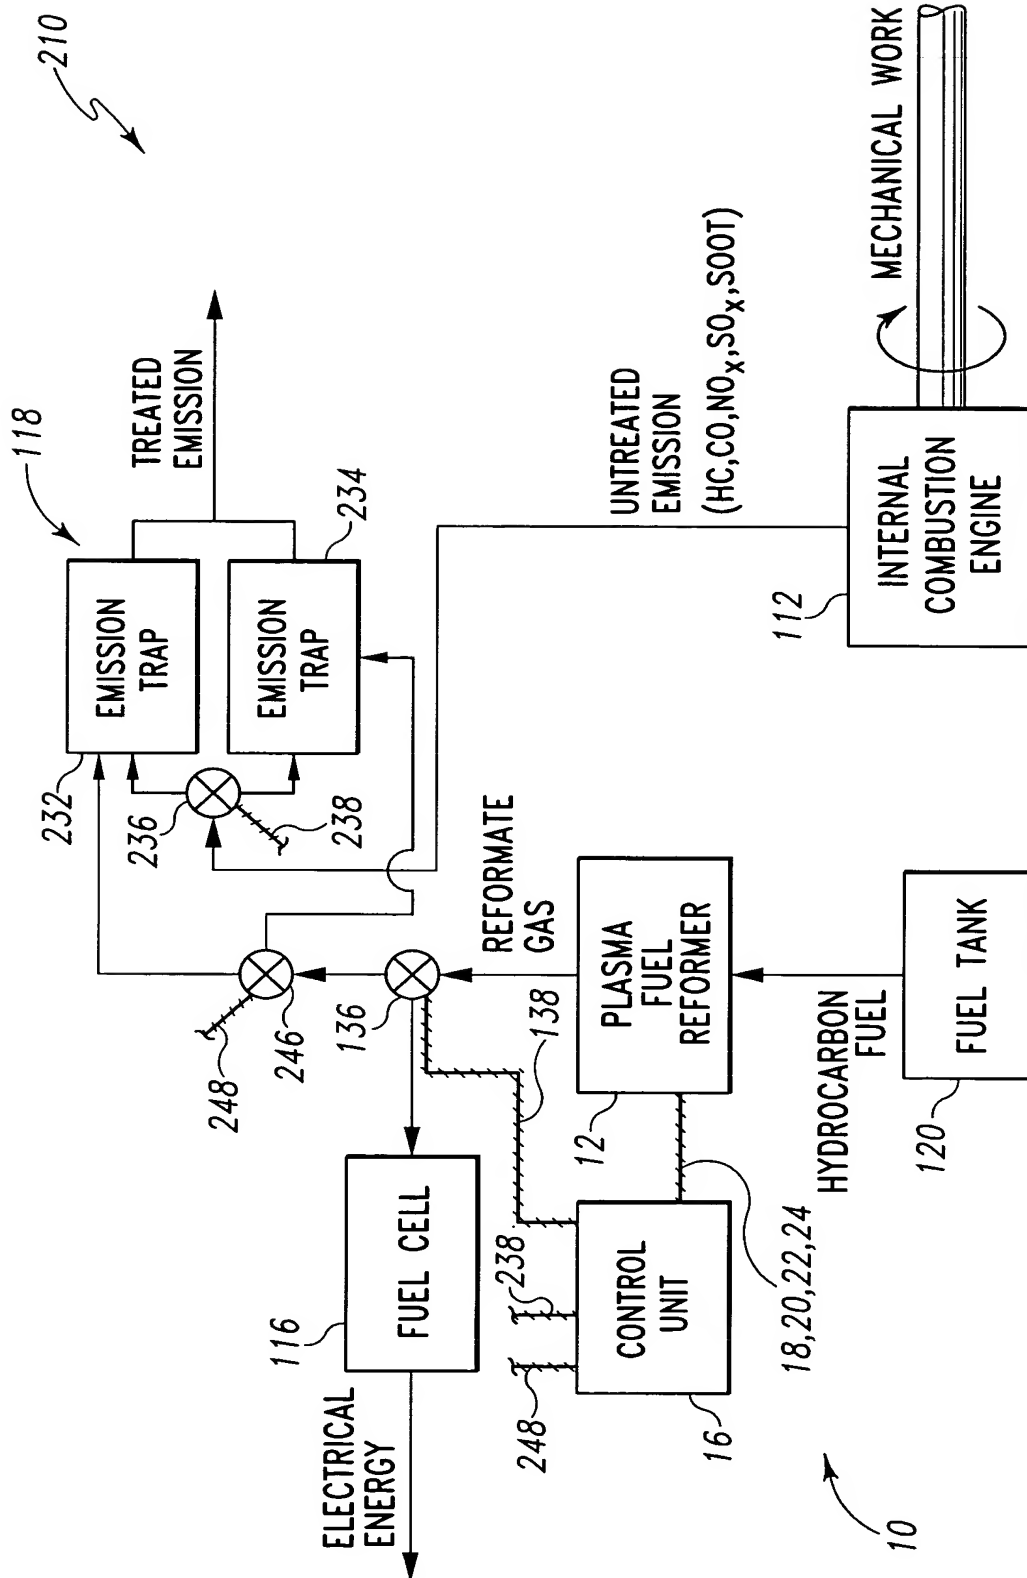 210
118
TREATED
EMISSION
232
EMISSION
TRAP
234
EMISSION
TRAP
236
238
UNTREATED
EMISSION
(HC,CO,NOX,SOX,SOOT)
MECHANICAL WORK
112
INTERNAL
COMBUSTION
ENGINE
248
246
136
REFORMATE
GAS
138
116
FUEL CELL
ELECTRICAL
ENERGY
12
PLASMA
FUEL
REFORMER
248
238
CONTROL
UNIT
16
18,20,22,24
HYDROCARBON
FUEL
120
FUEL TANK
10